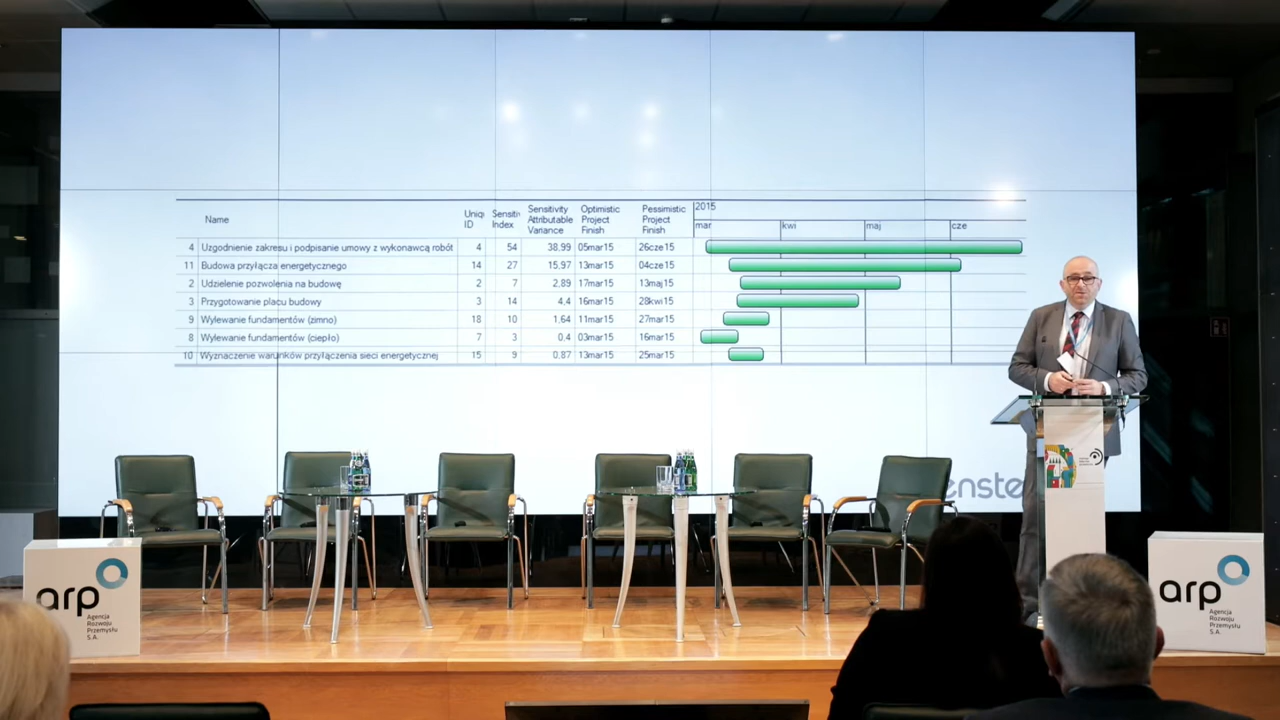 2015
Name
Uniq ID
Sensitiv Index
Sensitivity Attributable Variance
Optimistic Project Finish
Pessimistic Project Finish
mar kwi maj cze
4 Uzgodnienie zakresu i podpisanie umowy z wykonawcą robót 4 54 38,99 05mar15 26cze15
11 Budowa przyłącza energetycznego 14 27 15,97 13mar15 04cze15
2 Udzielenie pozwolenia na budowę 2 7 2,89 17mar15 13maj15
3 Przygotowanie placu budowy 3 14 4,4 16mar15 28kwi15
9 Wylewanie fundamentów (zimno) 18 10 1,64 11mar15 27mar15
8 Wylewanie fundamentów (ciepło) 7 3 0,4 03mar15 16mar15
10 Wyznaczenie warunków przyłączenia sieci energetycznej 15 9 0,87 13mar15 25mar15
enste
arp
Agencja
Rozwoju
Przemysłu
S.A.
arp
Agencja
Rozwoju
Przemysłu
S.A.